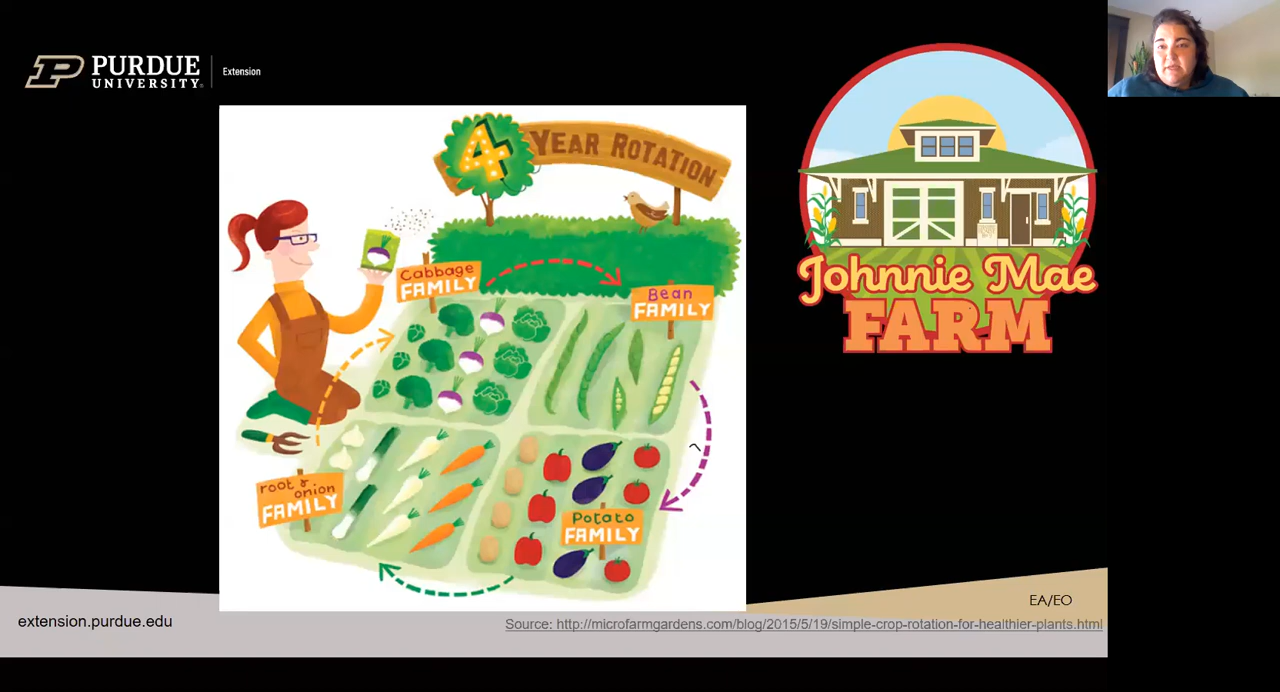 PURDUE
UNIVERSITY
Extension
4 YEAR ROTATION
Cabbage
FAMILY
Bean
FAMILY
root & onion
FAMILY
Potato
FAMILY
Johnnie Mae
FARM
EA/EO
extension.purdue.edu
Source: http://microfarmgardens.com/blog/2015/5/19/simple-crop-rotation-for-healthier-plants.html